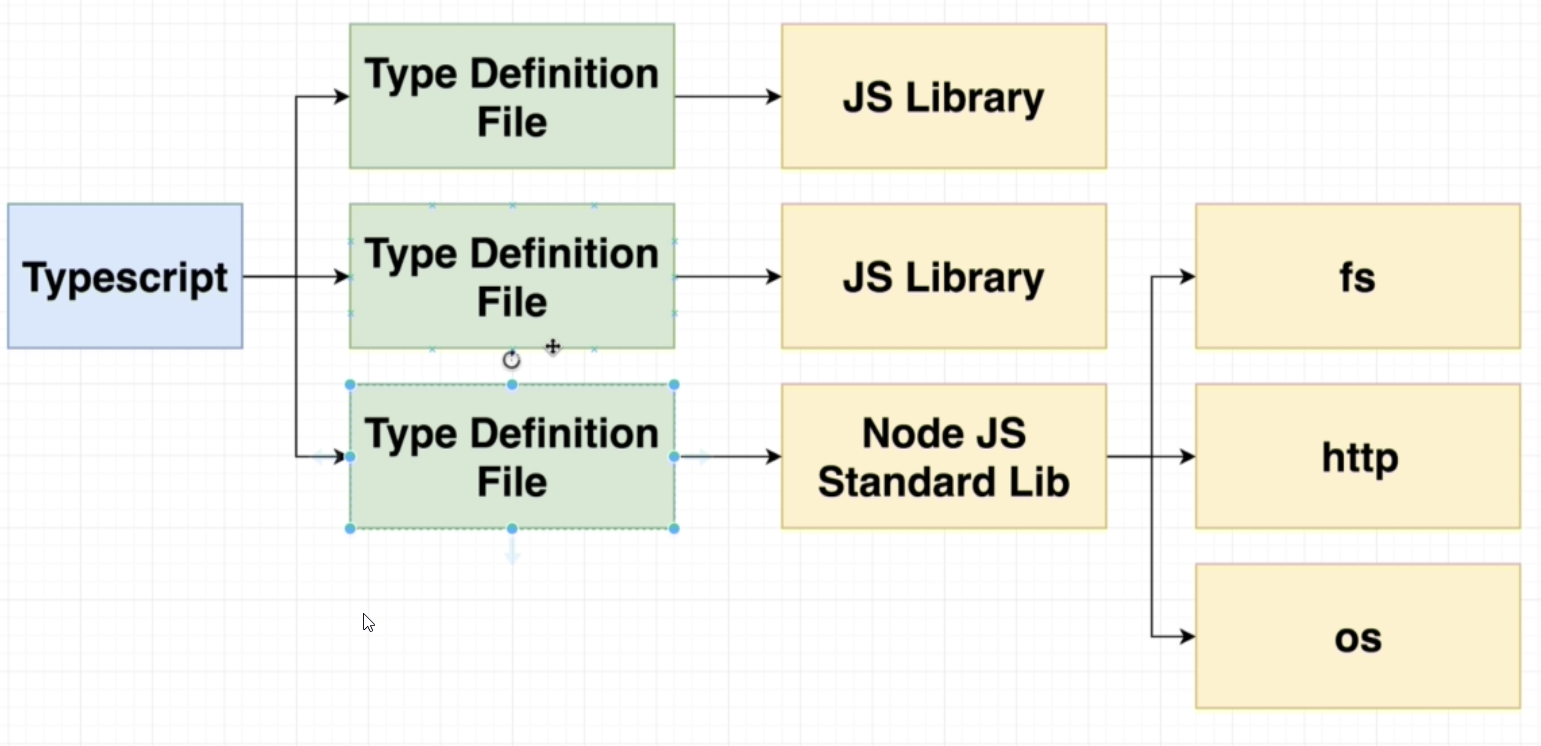 Type Definition
File
JS Library
Typescript
Type Definition
File
JS Library
fs
Type Definition
File
Node JS
Standard Lib
http
os